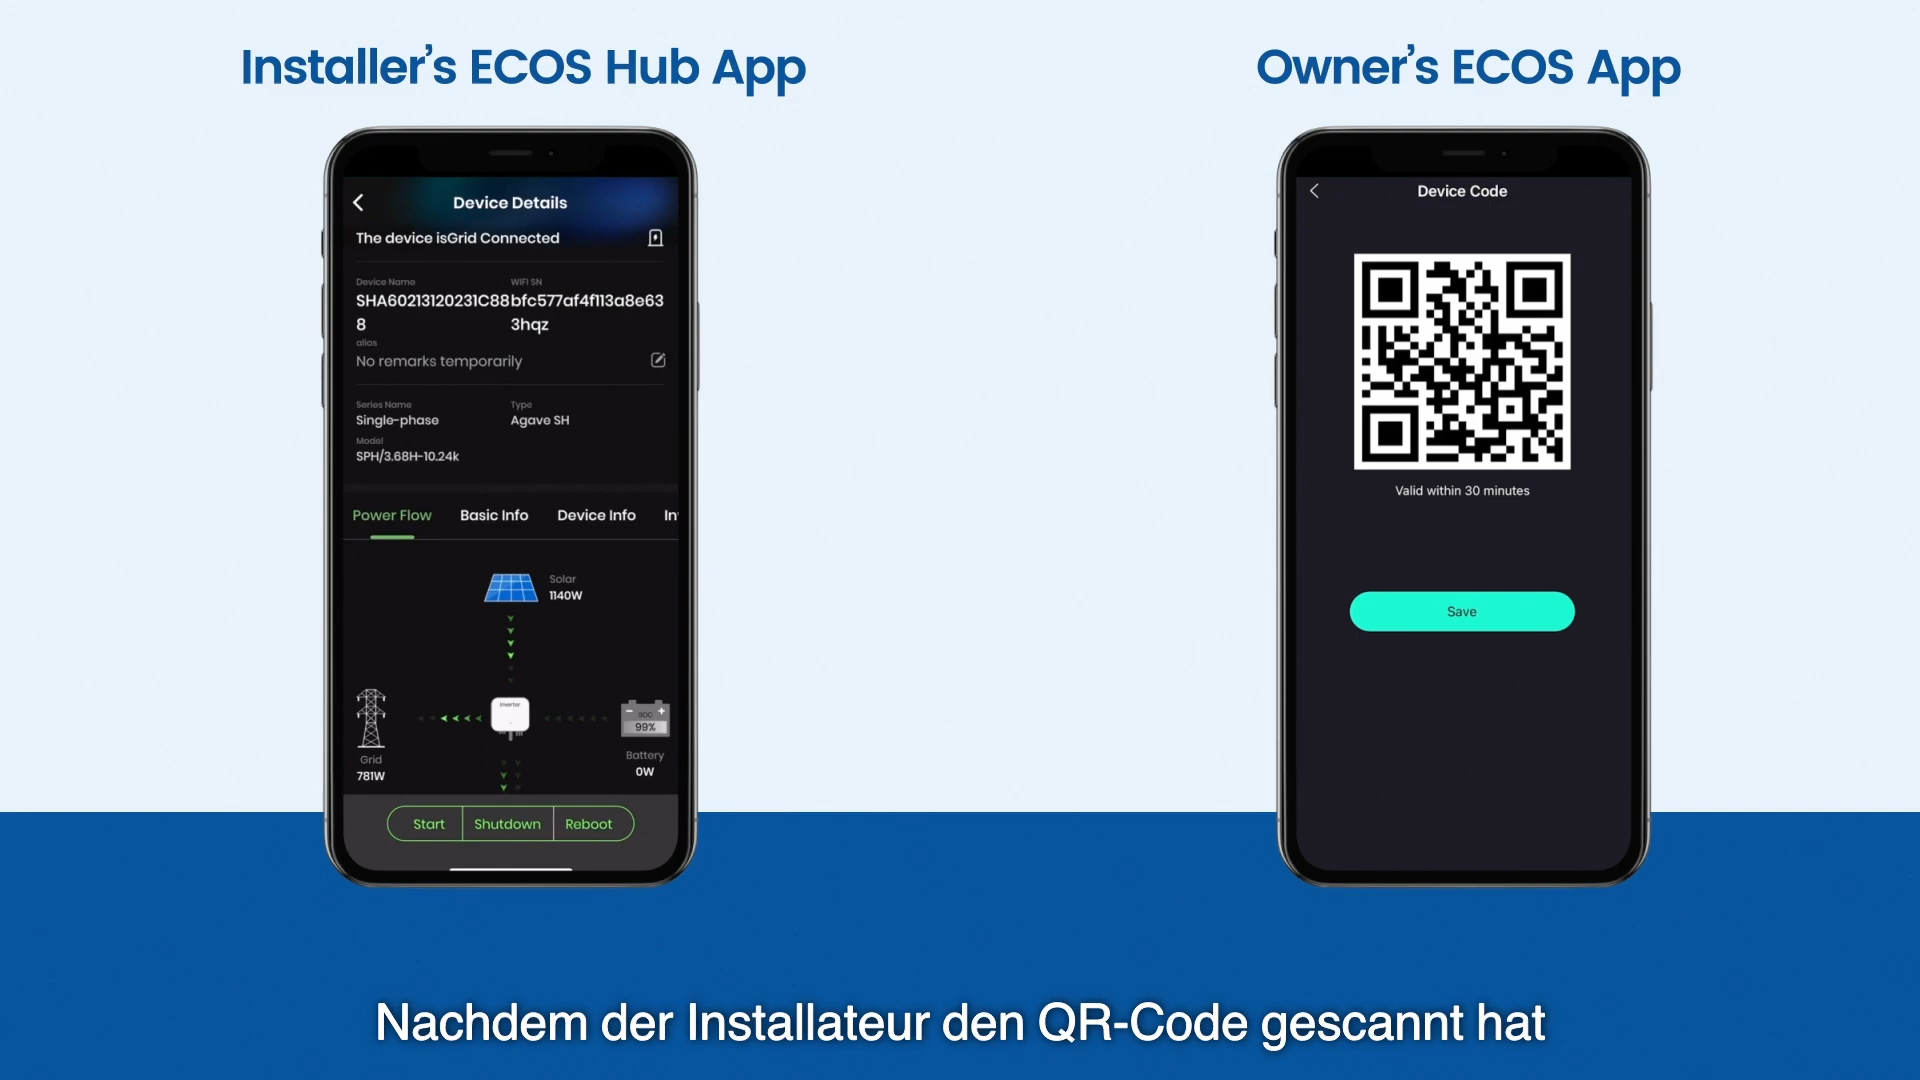 Installer's ECOS Hub App
Owner's ECOS App
Device Details
The device isGrid Connected
Device Name
WIFI SN
SHA60213120231C88
bfc577af4f113a8e63
8
3hqz
alias
No remarks temporarily
Series Name
Type
Single-phase
Agave SH
Model
SPH/3.68H-10.24k
Power Flow
Basic Info
Device Info
In
Solar
1140W
Inverter
SOC
99%
Grid
781W
Battery
0W
Start
Shutdown
Reboot
Device Code
Valid within 30 minutes
Save
Nachdem der Installateur den QR-Code gescannt hat